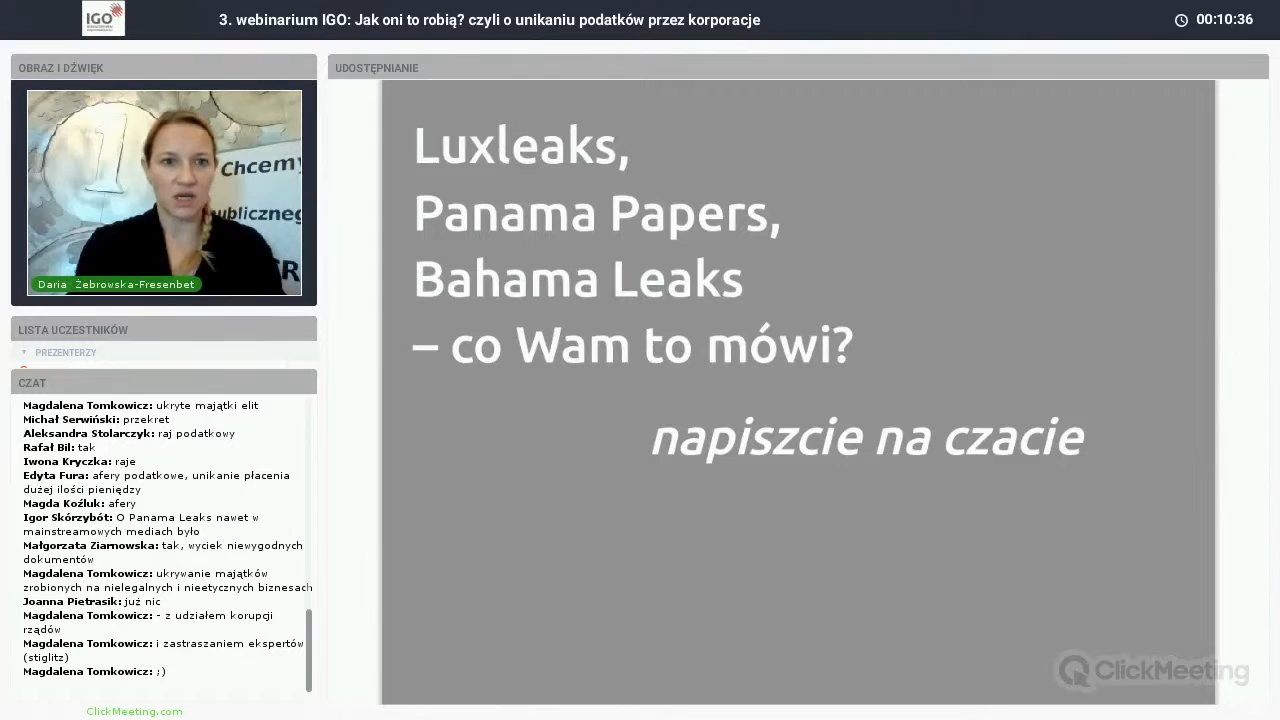 IGO
3. webinarium IGO: Jak oni to robią? czyli o unikaniu podatków przez korporacje
00:10:36
OBRAZ I DŹWIĘK
Chcemy
publiczneg
Daria Żebrowska-Fresenbet
LISTA UCZESTNIKÓW
PREZENTERZY
CZAT
Magdalena Tomkowicz: ukryte majątki elit
Michał Serwiński: przekret
Aleksandra Stolarczyk: raj podatkowy
Rafał Bil: tak
Iwona Kryczka: raje
Edyta Fura: afery podatkowe, unikanie płacenia
dużej ilości pieniędzy
Magda Koźluk: afery
Igor Skórzybót: O Panama Leaks nawet w
mainstreamowych mediach było
Małgorzata Ziarnowska: tak, wyciek niewygodnych
dokumentów
Magdalena Tomkowicz: ukrywanie majątków
zrobionych na nielegalnych i nieetycznych biznesach
Joanna Pietrasik: już nic
Magdalena Tomkowicz: - z udziałem korupcji
rządów
Magdalena Tomkowicz: i zastraszaniem ekspertów
(stiglitz)
Magdalena Tomkowicz: ;)
ClickMeeting.com
UDOSTĘPNIANIE
Luxleaks,
Panama Papers,
Bahama Leaks
– co Wam to mówi?
napiszcie na czacie
ClickMeeting